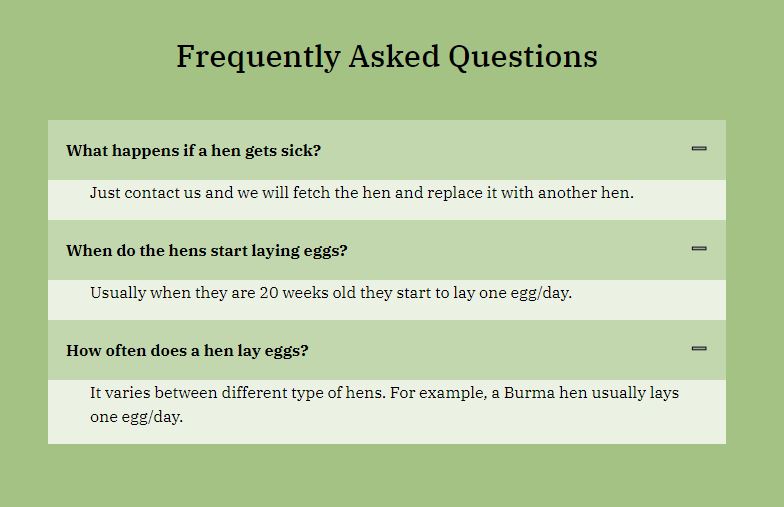 Frequently Asked Questions
What happens if a hen gets sick?
Just contact us and we will fetch the hen and replace it with another hen.
When do the hens start laying eggs?
Usually when they are 20 weeks old they start to lay one egg/day.
How often does a hen lay eggs?
It varies between different type of hens. For example, a Burma hen usually lays
one egg/day.